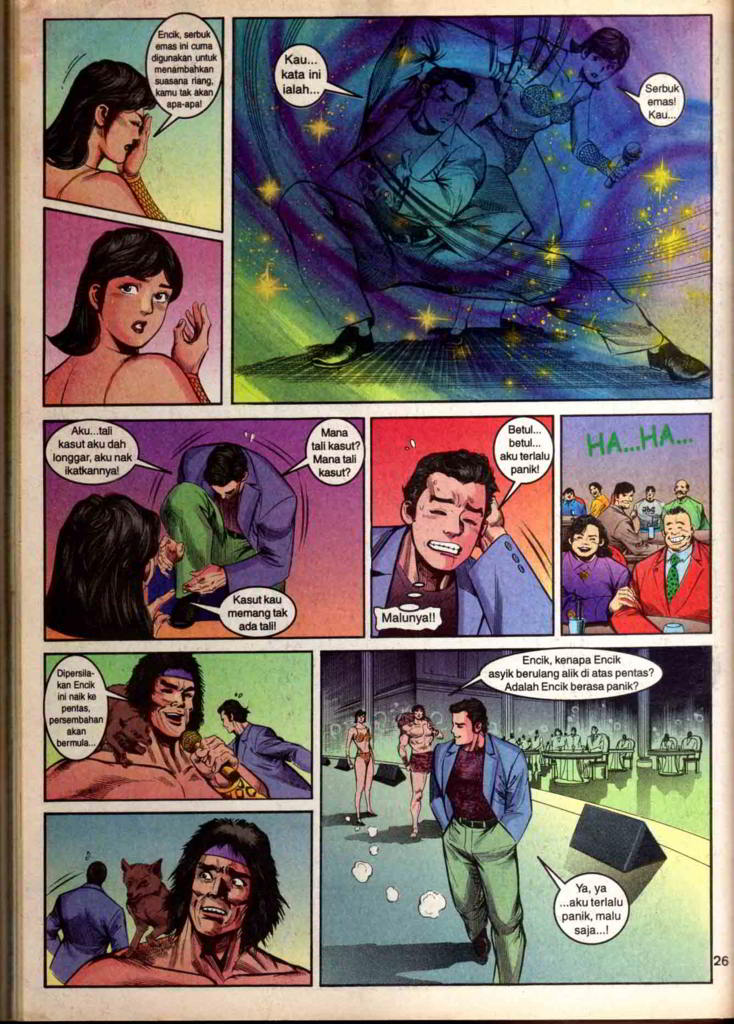 Encik, serbuk
emas ini cuma
digunakan untuk
menambahkan
suasana riang,
kamu tak akan
apa-apa!
Kau...
kata ini
ialah...
Serbuk
emas!
Kau...
Aku...tali
kasut aku dah
longgar, aku nak
ikatkannya!
Mana
tali kasut?
Mana tali
kasut?
Kasut kau
memang tak
ada tali!
Betul...
betul...
aku terlalu
panik!
Malunya!!
HA...HA...
Dipersila-
kan Encik
ini naik ke
pentas,
persembahan
akan
bermula...
Encik, kenapa Encik
asyik berulang alik di atas pentas?
Adalah Encik berasa panik?
Ya, ya
...aku terlalu
panik, malu
saja...!
26